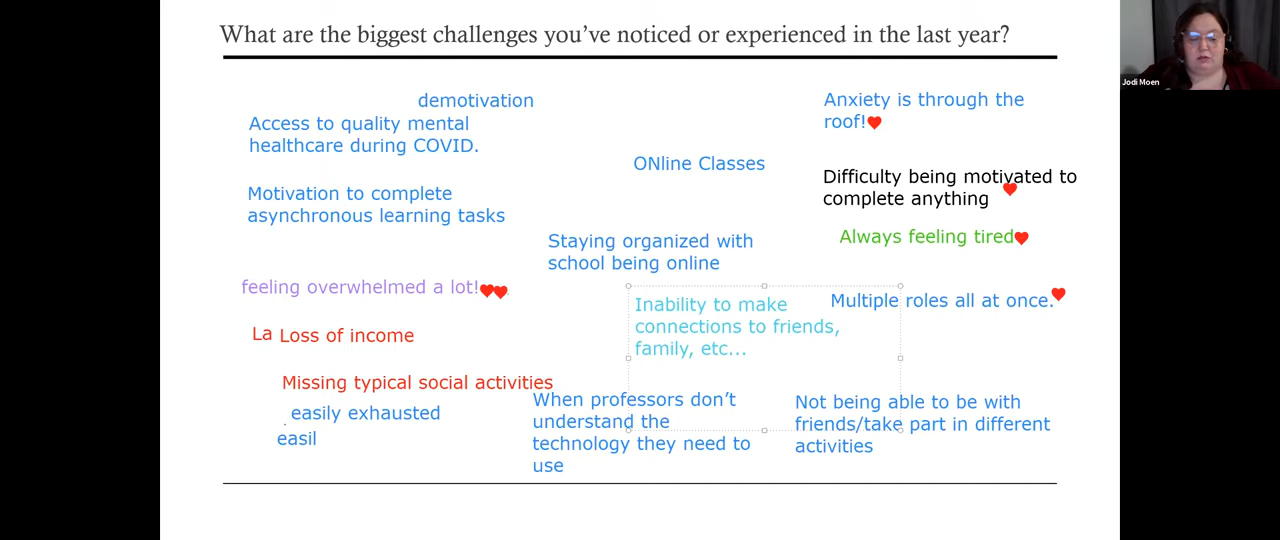 What are the biggest challenges you've noticed or experienced in the last year?
Jodi Moen
demotivation
Access to quality mental
healthcare during COVID.
Motivation to complete
asynchronous learning tasks
feeling overwhelmed a lot!
La
Loss of income
Missing typical social activities
easily exhausted
easil
ONline Classes
Staying organized with
school being online
Inability to make
connections to friends,
family, etc...
When professors don't
understand the
technology they need to
use
Anxiety is through the
roof!
Difficulty being motivated to
complete anything
Always feeling tired
Multiple roles all at once.
Not being able to be with
friends/take part in different
activities